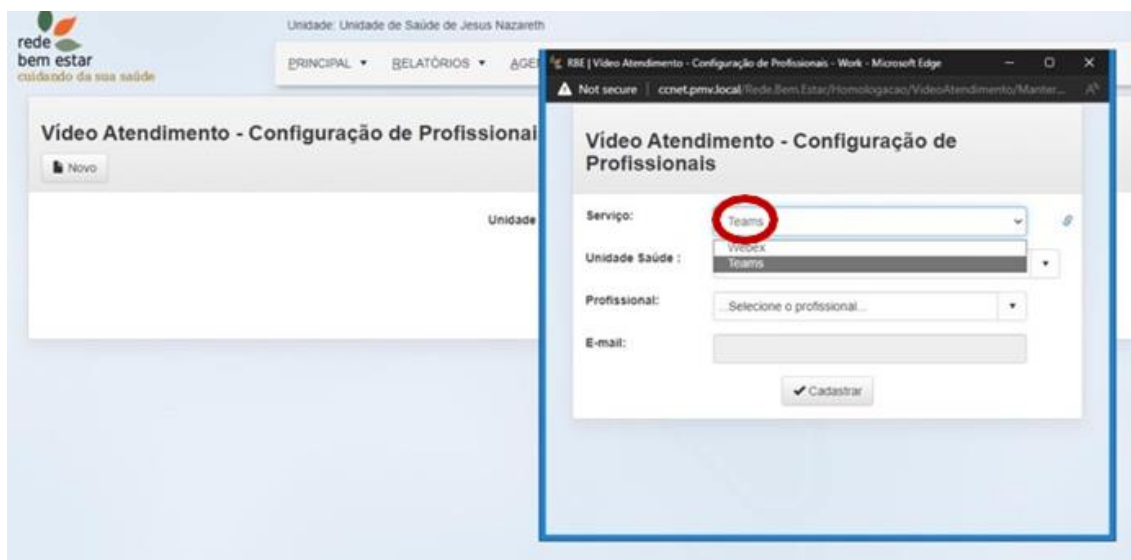 rede
bem estar
cuidando da sua saúde
Unidade: Unidade de Saúde de Jesus Nazareth
PRINCIPAL
RELATÓRIOS
AGE
Vídeo Atendimento - Configuração de Profissionai
Novo
Unidade
RBE | Vídeo Atendimento - Configuração de Profissionais - Work - Microsoft Edge
Not secure | ccnet.pmv.local/Rede.Bem.Estar/Homologacao/VideoAtendimento/Manter...
Vídeo Atendimento - Configuração de
Profissionais
Serviço:
Teams
Webex
Teams
Unidade Saúde :
Profissional:
...Selecione o profissional...
E-mail:
Cadastrar